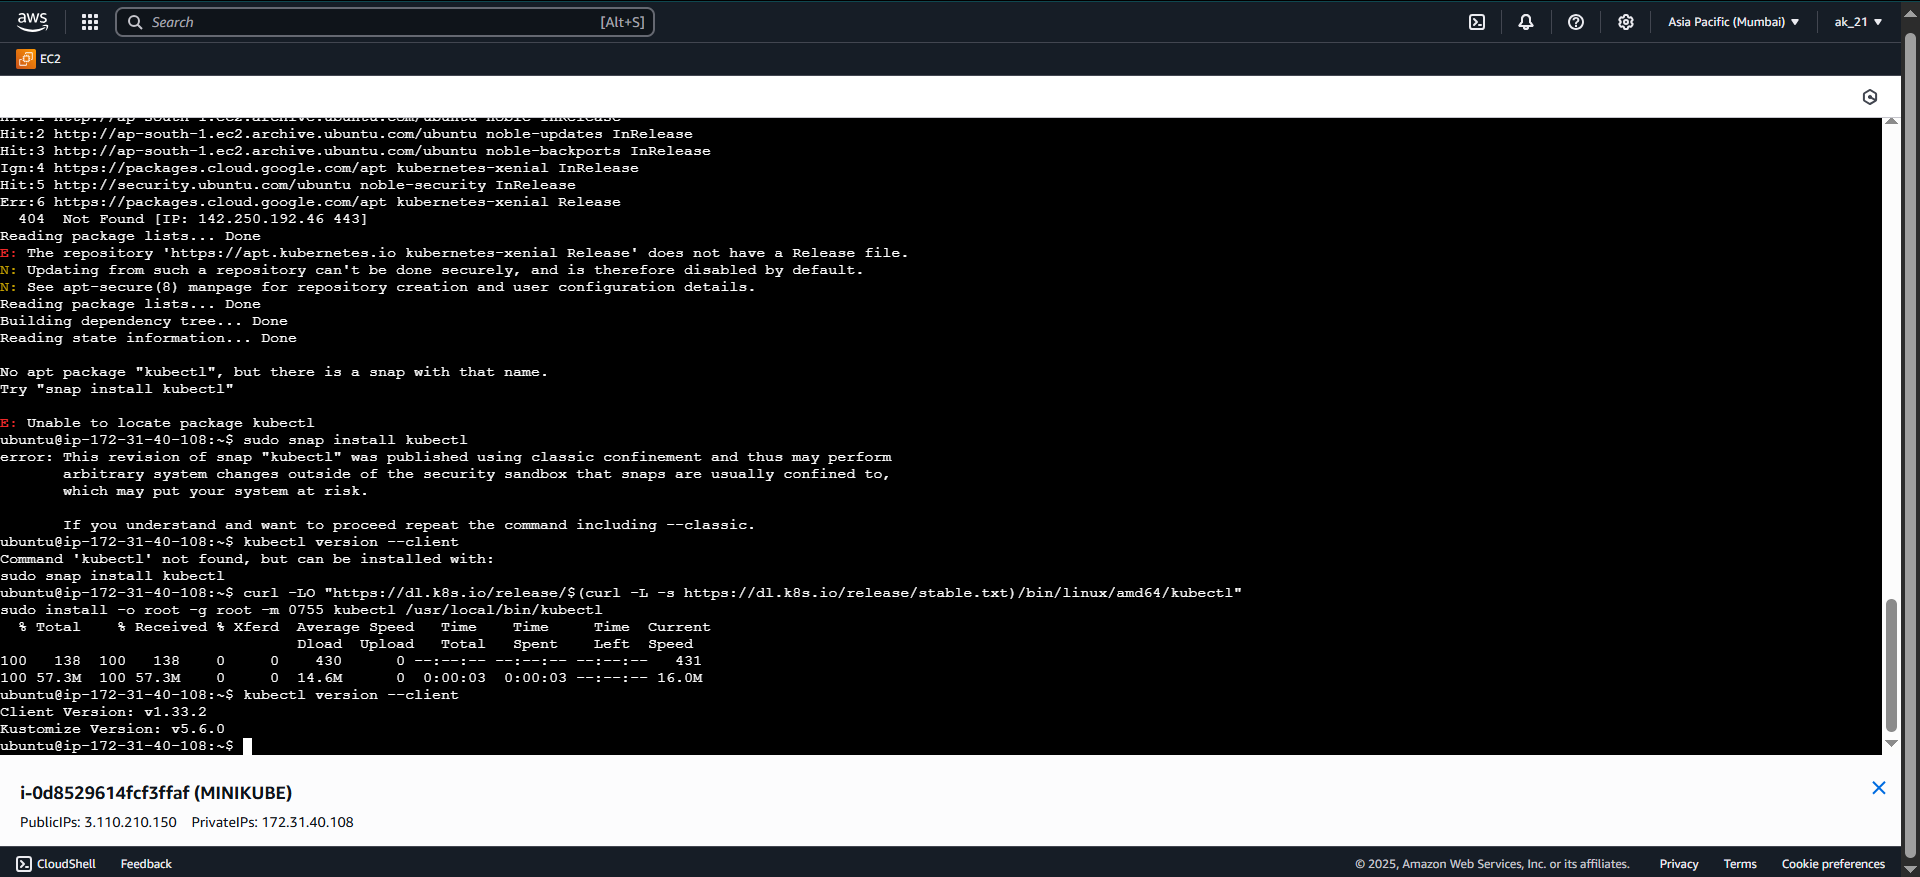 aws
Search
[Alt+S]
Asia Pacific (Mumbai)
ak_21
EC2
Hit:1 http://ap-south-1.ec2.archive.ubuntu.com/ubuntu noble InRelease
Hit:2 http://ap-south-1.ec2.archive.ubuntu.com/ubuntu noble-updates InRelease
Hit:3 http://ap-south-1.ec2.archive.ubuntu.com/ubuntu noble-backports InRelease
Ign:4 https://packages.cloud.google.com/apt kubernetes-xenial InRelease
Hit:5 http://security.ubuntu.com/ubuntu noble-security InRelease
Err:6 https://packages.cloud.google.com/apt kubernetes-xenial Release
  404  Not Found [IP: 142.250.192.46 443]
Reading package lists... Done
E: The repository 'https://apt.kubernetes.io kubernetes-xenial Release' does not have a Release file.
N: Updating from such a repository can't be done securely, and is therefore disabled by default.
N: See apt-secure(8) manpage for repository creation and user configuration details.
Reading package lists... Done
Building dependency tree... Done
Reading state information... Done
No apt package "kubectl", but there is a snap with that name.
Try "snap install kubectl"
E: Unable to locate package kubectl
ubuntu@ip-172-31-40-108:~$ sudo snap install kubectl
error: This revision of snap "kubectl" was published using classic confinement and thus may perform
       arbitrary system changes outside of the security sandbox that snaps are usually confined to,
       which may put your system at risk.
       If you understand and want to proceed repeat the command including --classic.
ubuntu@ip-172-31-40-108:~$ kubectl version --client
Command 'kubectl' not found, but can be installed with:
sudo snap install kubectl
ubuntu@ip-172-31-40-108:~$ curl -LO "https://dl.k8s.io/release/$(curl -L -s https://dl.k8s.io/release/stable.txt)/bin/linux/amd64/kubectl"
sudo install -o root -g root -m 0755 kubectl /usr/local/bin/kubectl
  % Total    % Received % Xferd  Average Speed   Time    Time     Time  Current
                                 Dload  Upload   Total   Spent    Left  Speed
100   138  100   138    0     0    430      0 --:--:-- --:--:-- --:--:--   431
100 57.3M  100 57.3M    0     0  14.6M      0  0:00:03  0:00:03 --:--:-- 16.0M
ubuntu@ip-172-31-40-108:~$ kubectl version --client
Client Version: v1.33.2
Kustomize Version: v5.6.0
ubuntu@ip-172-31-40-108:~$
i-0d8529614fcf3ffaf (MINIKUBE)
PublicIPs: 3.110.210.150 PrivateIPs: 172.31.40.108
CloudShell Feedback © 2025, Amazon Web Services, Inc. or its affiliates. Privacy Terms Cookie preferences